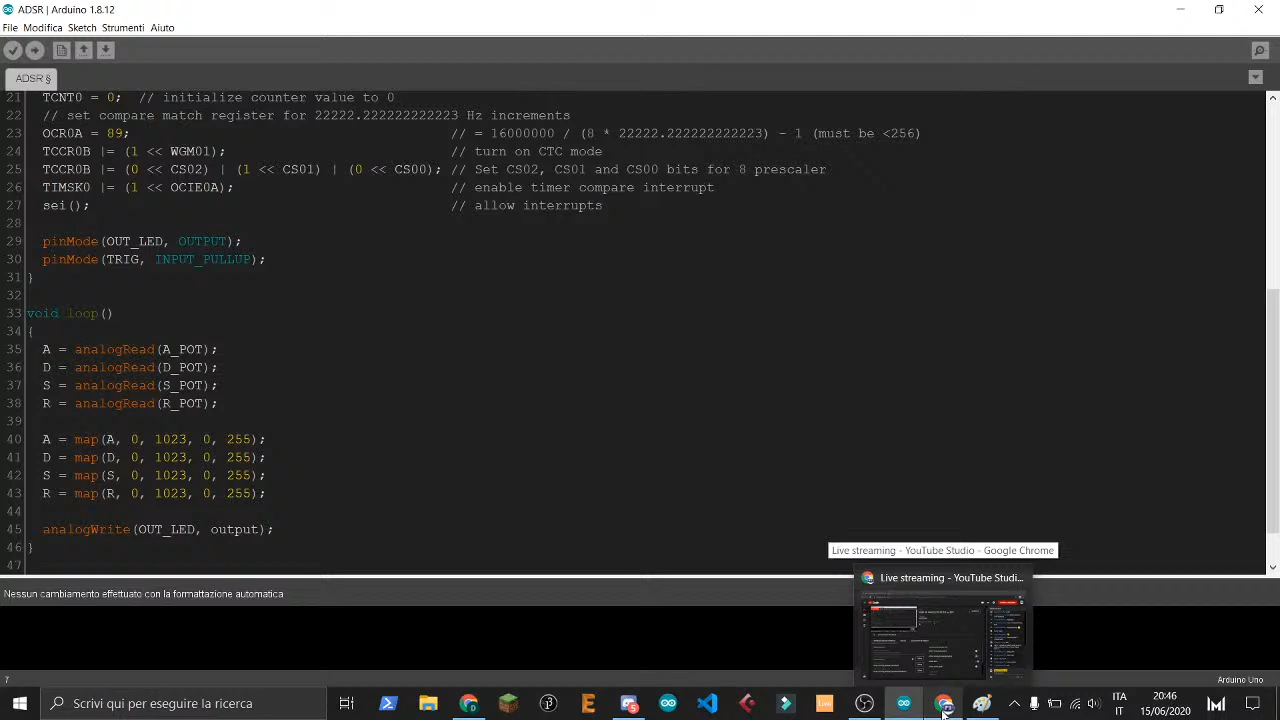 ADSR | Arduino 1.8.12
File Modifica Sketch Strumenti Aiuto
ADSR §
21 TCNT0 = 0; // initialize counter value to 0
22 // set compare match register for 22222.222222222223 Hz increments
23 OCR0A = 89; // = 16000000 / (8 * 22222.222222222223) - 1 (must be <256)
24 TCCR0B |= (1 << WGM01); // turn on CTC mode
25 TCCR0B |= (0 << CS02) | (1 << CS01) | (0 << CS00); // Set CS02, CS01 and CS00 bits for 8 prescaler
26 TIMSK0 |= (1 << OCIE0A); // enable timer compare interrupt
27 sei(); // allow interrupts
28
29 pinMode(OUT_LED, OUTPUT);
30 pinMode(TRIG, INPUT_PULLUP);
31 }
32
33 void loop()
34 {
35 A = analogRead(A_POT);
36 D = analogRead(D_POT);
37 S = analogRead(S_POT);
38 R = analogRead(R_POT);
39
40 A = map(A, 0, 1023, 0, 255);
41 D = map(D, 0, 1023, 0, 255);
42 S = map(S, 0, 1023, 0, 255);
43 R = map(R, 0, 1023, 0, 255);
44
45 analogWrite(OUT_LED, output);
46 }
47
Live streaming - YouTube Studio - Google Chrome
Live streaming - YouTube Studi...
Nessun cambiamento effettuato con la formattazione automatica
Arduino Uno
Scrivi qui per eseguire la ricerca
live
ITA
IT
20:46
15/06/2020